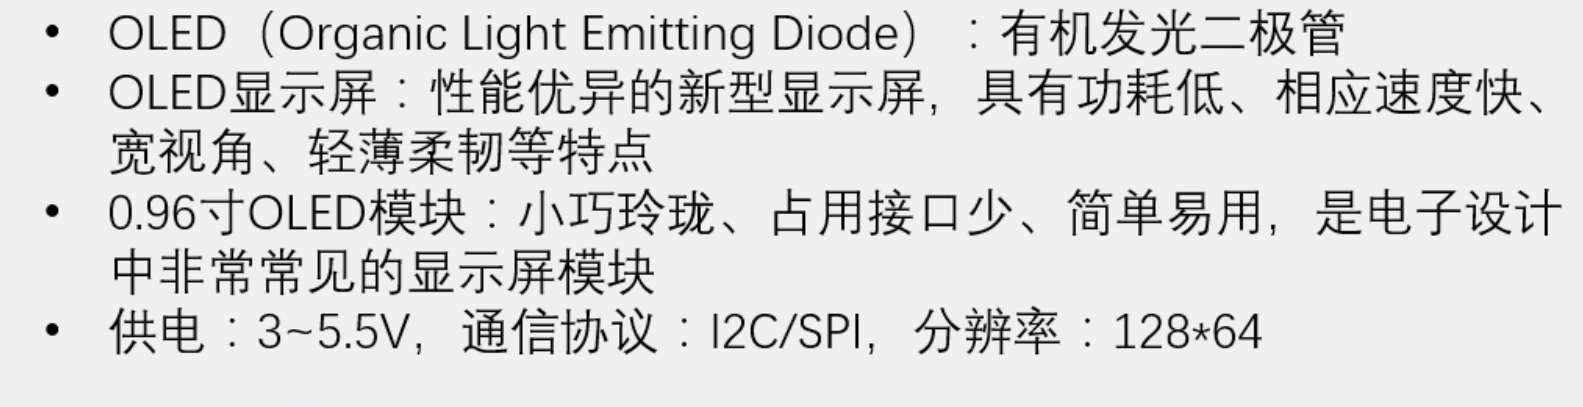 • OLED（Organic Light Emitting Diode）：有机发光二极管
• OLED显示屏：性能优异的新型显示屏，具有功耗低、相应速度快、
宽视角、轻薄柔韧等特点
• 0.96寸OLED模块：小巧玲珑、占用接口少、简单易用，是电子设计
中非常常见的显示屏模块
• 供电：3~5.5V，通信协议：I2C/SPI，分辨率：128*64